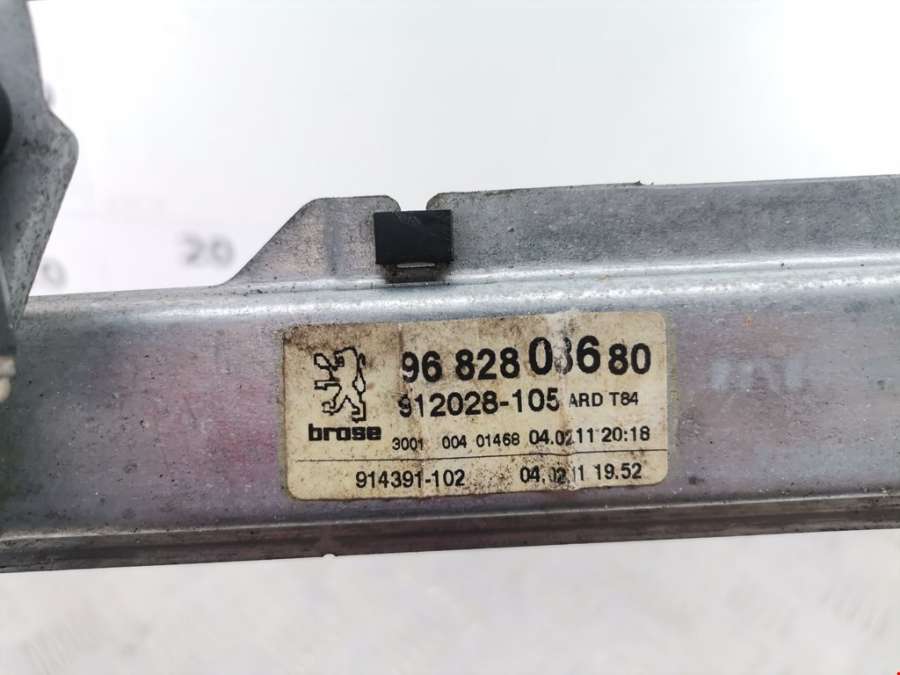 20
96 828 036 80
912028-105 ARD T84
brose
3001 004 01468 04.02.11 20:18
914391-102 04.02.11 19.52